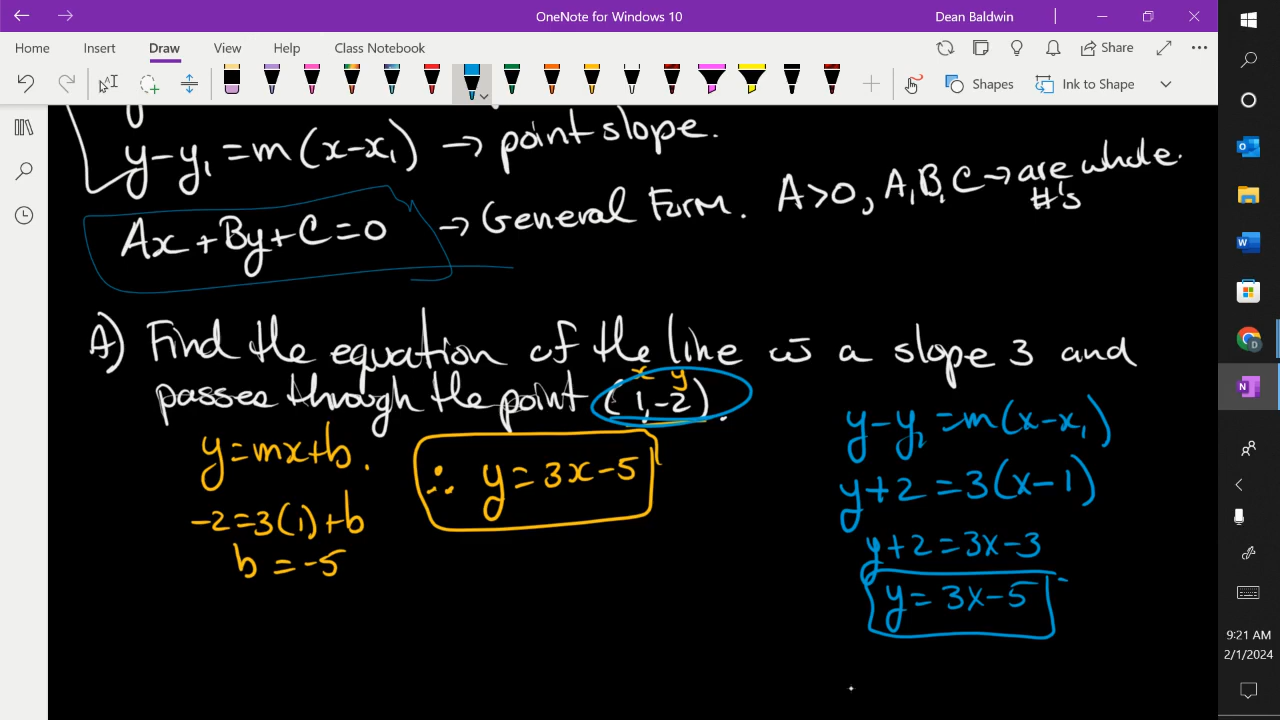 OneNote for Windows 10
Dean Baldwin
Home Insert Draw View Help Class Notebook
Share
Shapes
Ink to Shape
y-y₁ = m(x-x₁) → point slope.
Ax + By + C = 0 → General Form. A>0, A, B, C → are whole #'s
A) Find the equation of the line w a slope 3 and
passes through the point (1, -2).
x y
y = mx + b.
-2 = 3(1) + b
b = -5
∴ y = 3x - 5
y - y₁ = m(x - x₁)
y + 2 = 3(x - 1)
y + 2 = 3x - 3
y = 3x - 5
9:21 AM
2/1/2024